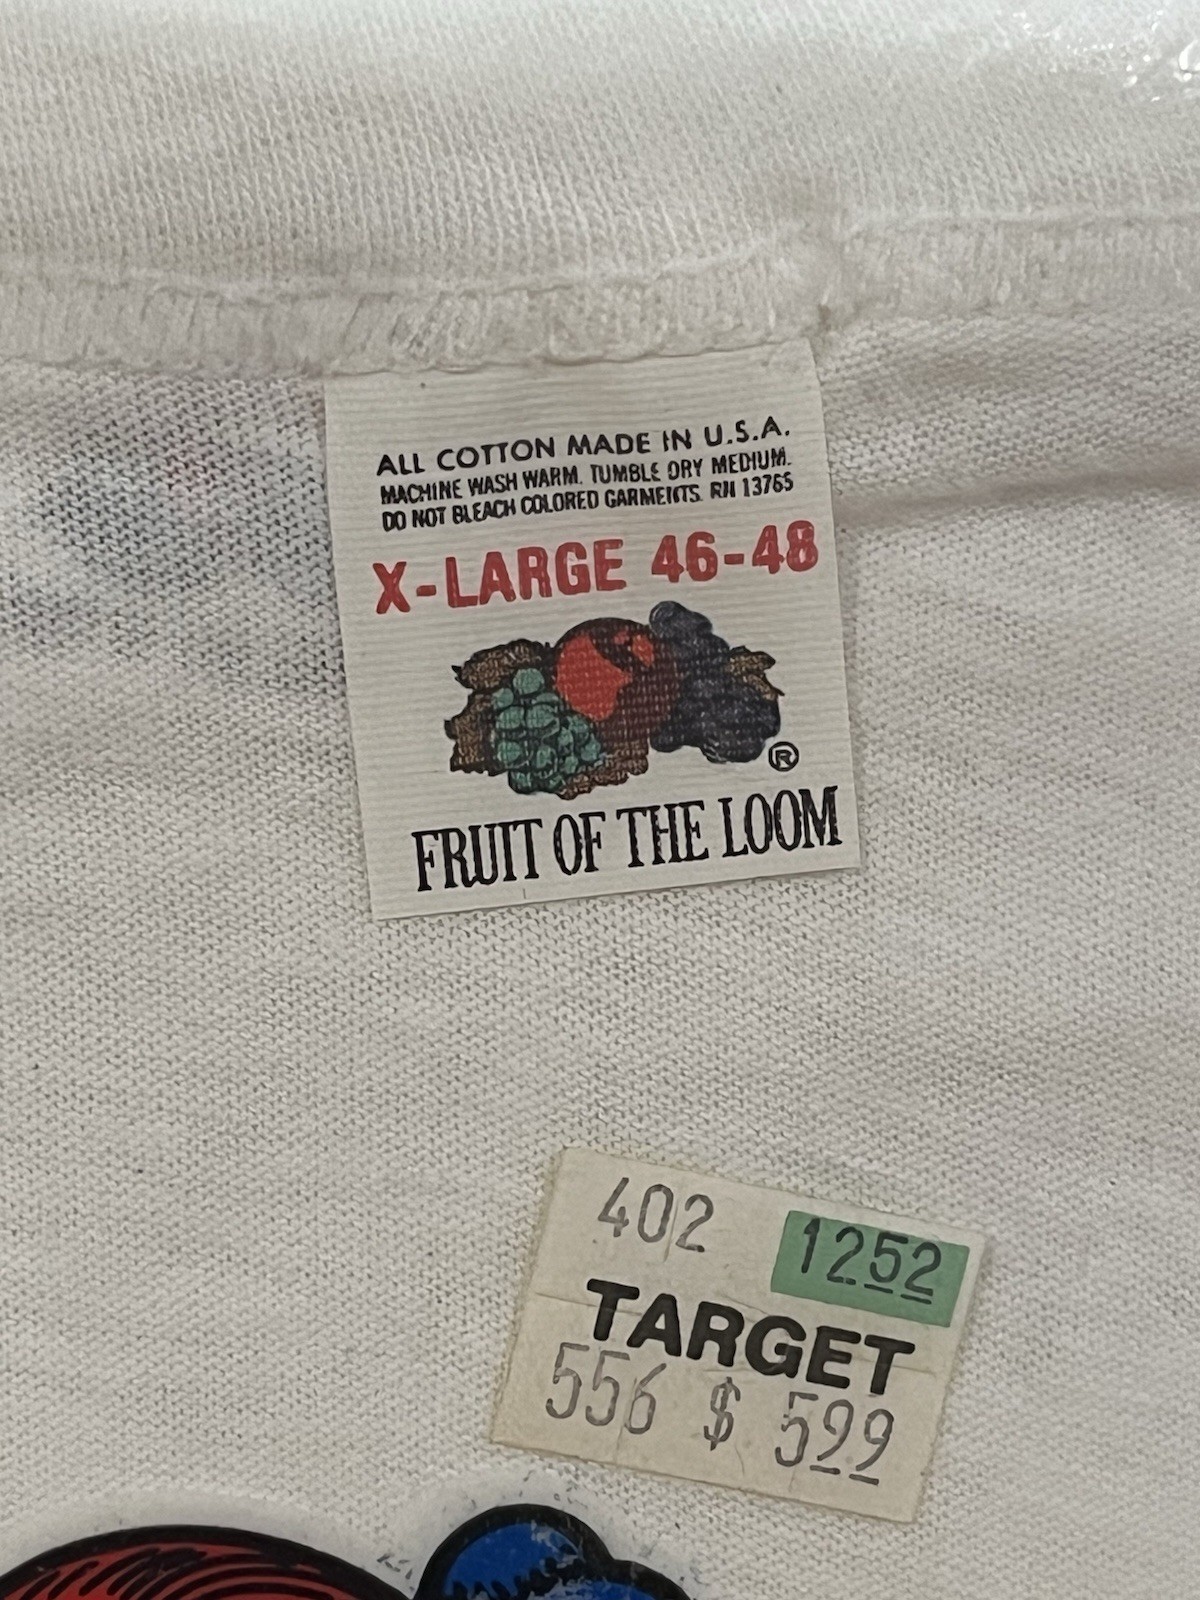 ALL COTTON MADE IN U.S.A.
MACHINE WASH WARM. TUMBLE DRY MEDIUM.
DO NOT BLEACH COLORED GARMENTS. RN 13765
X-LARGE 46-48
®
FRUIT OF THE LOOM
402 1252
TARGET
556 $ 599